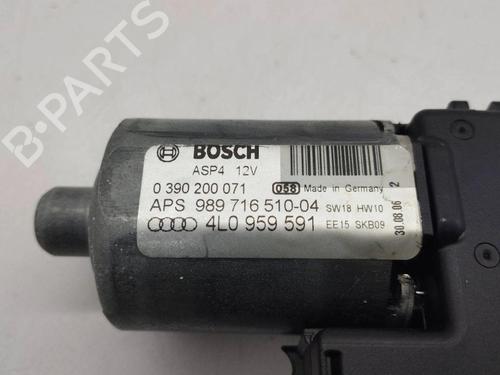 BOSCH
ASP4 12V
0 390 200 071 058 Made in Germany
APS 989 716 510-04 SW18 HW10
4L0 959 591 EE15 SKB09
30.08.06 2
B-PARTS